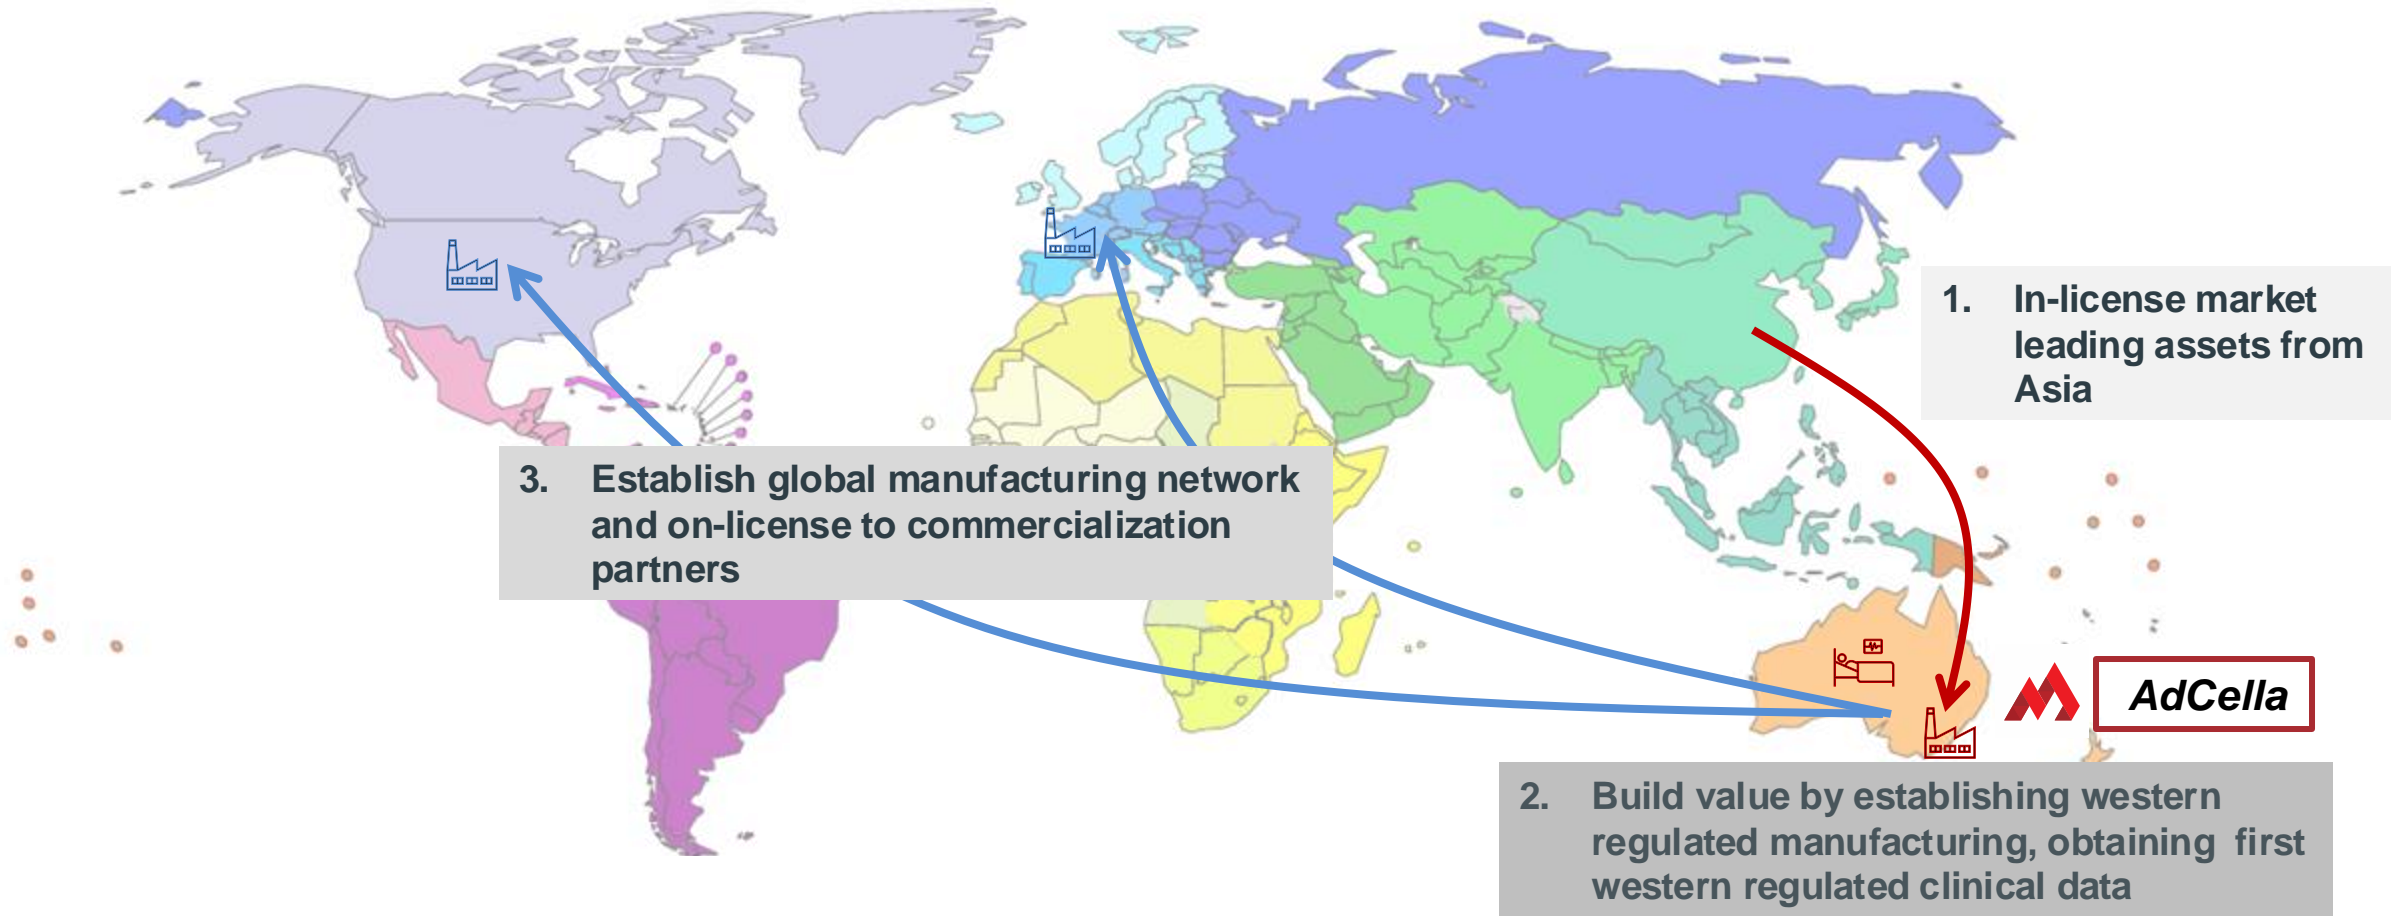 1. In-license market
leading assets from
Asia
3. Establish global manufacturing network
and on-license to commercialization
partners
AdCella
2. Build value by establishing western
regulated manufacturing, obtaining first
western regulated clinical data